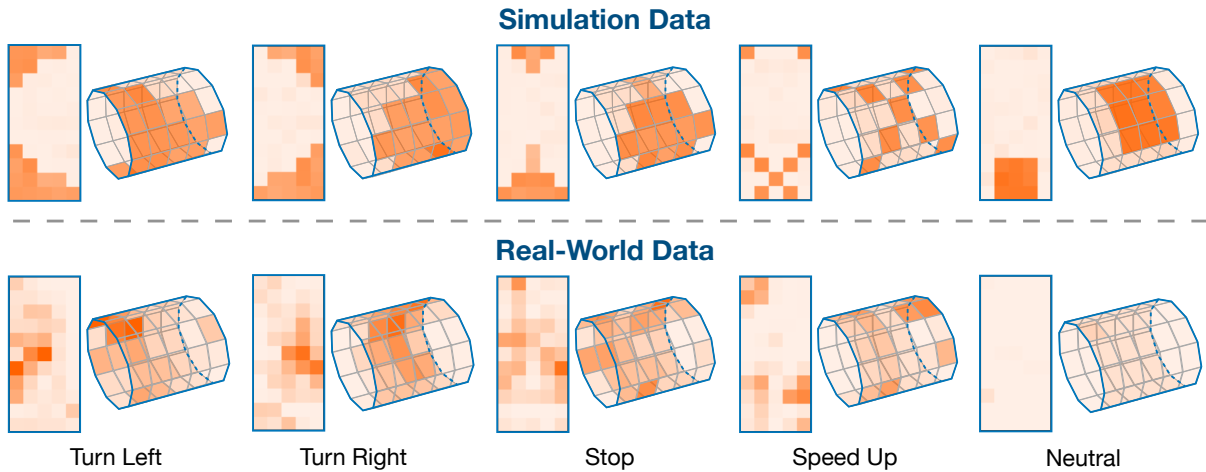 Simulation Data
Real-World Data
Turn Left
Turn Right
Stop
Speed Up
Neutral